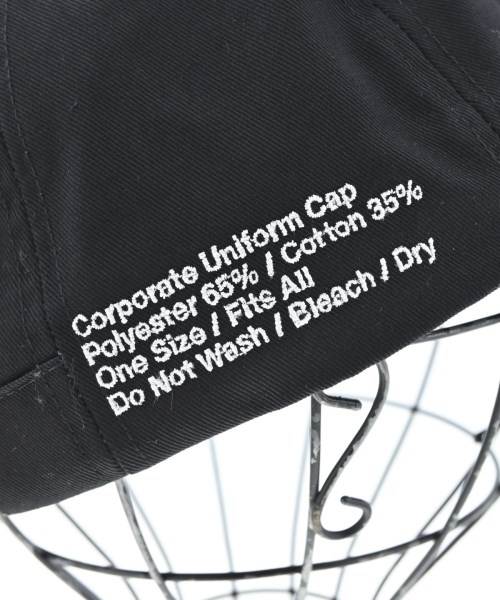 Corporate Uniform Cap
Polyester 65% / Cotton 35%
One Size / Fits All
Do Not Wash / Bleach / Dry